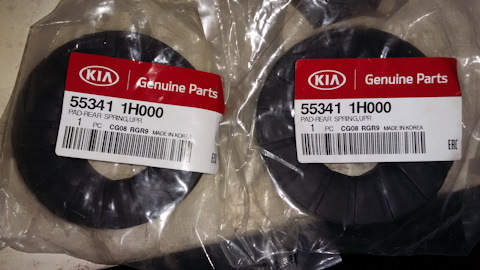 KIA Genuine Parts
55341 1H000
PAD-REAR SPRING,UPR
1 PC CG08 RGR9 MADE IN KOREA
KIA Genuine Parts
55341 1H000
PAD-REAR SPRING,UPR
1 PC CG08 RGR9 MADE IN KOREA
EAC